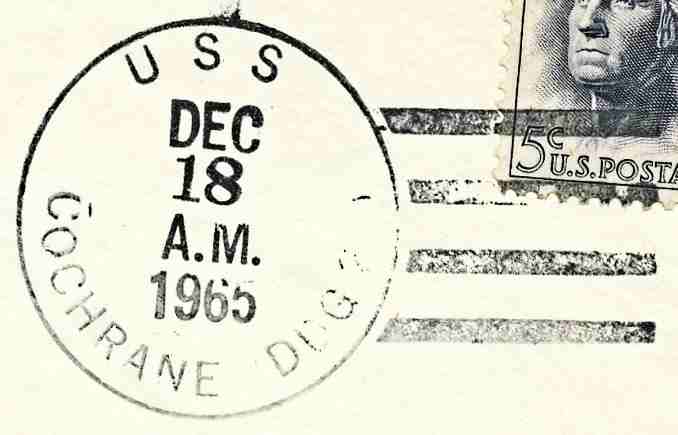 USS
DEC
18
A.M.
1965
COCHRANE DDG
5c
U.S. POSTA